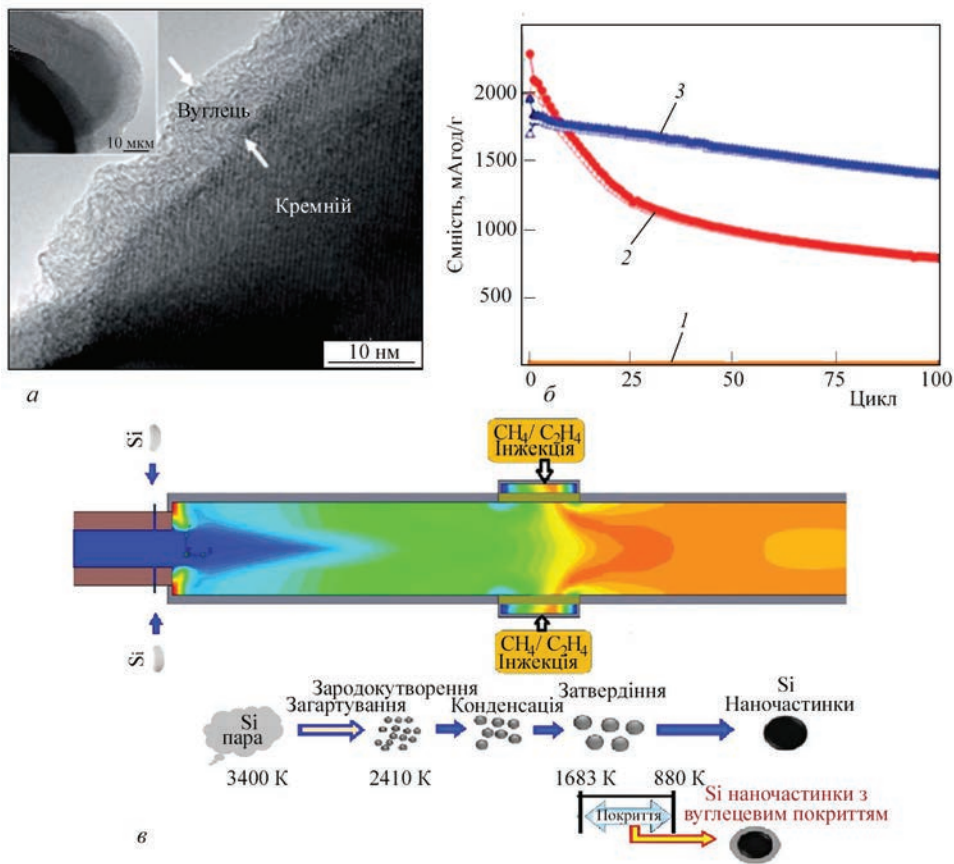 10 мкм
Вуглець
Кремній
10 нм
а
Ємність, мАгод/г
2000
1500
1000
500
3
2
1
0
25
50
75
100
Цикл
б
Si
CH₄/ C₂H₄
Інжекція
Si
CH₄/ C₂H₄
Інжекція
Зародокутворення
Загартування
Конденсація
Затвердіння
Si
Наночастинки
Si
пара
3400 К
2410 К
1683 К
880 К
Покриття
Si наночастинки з
вуглецевим покриттям
в